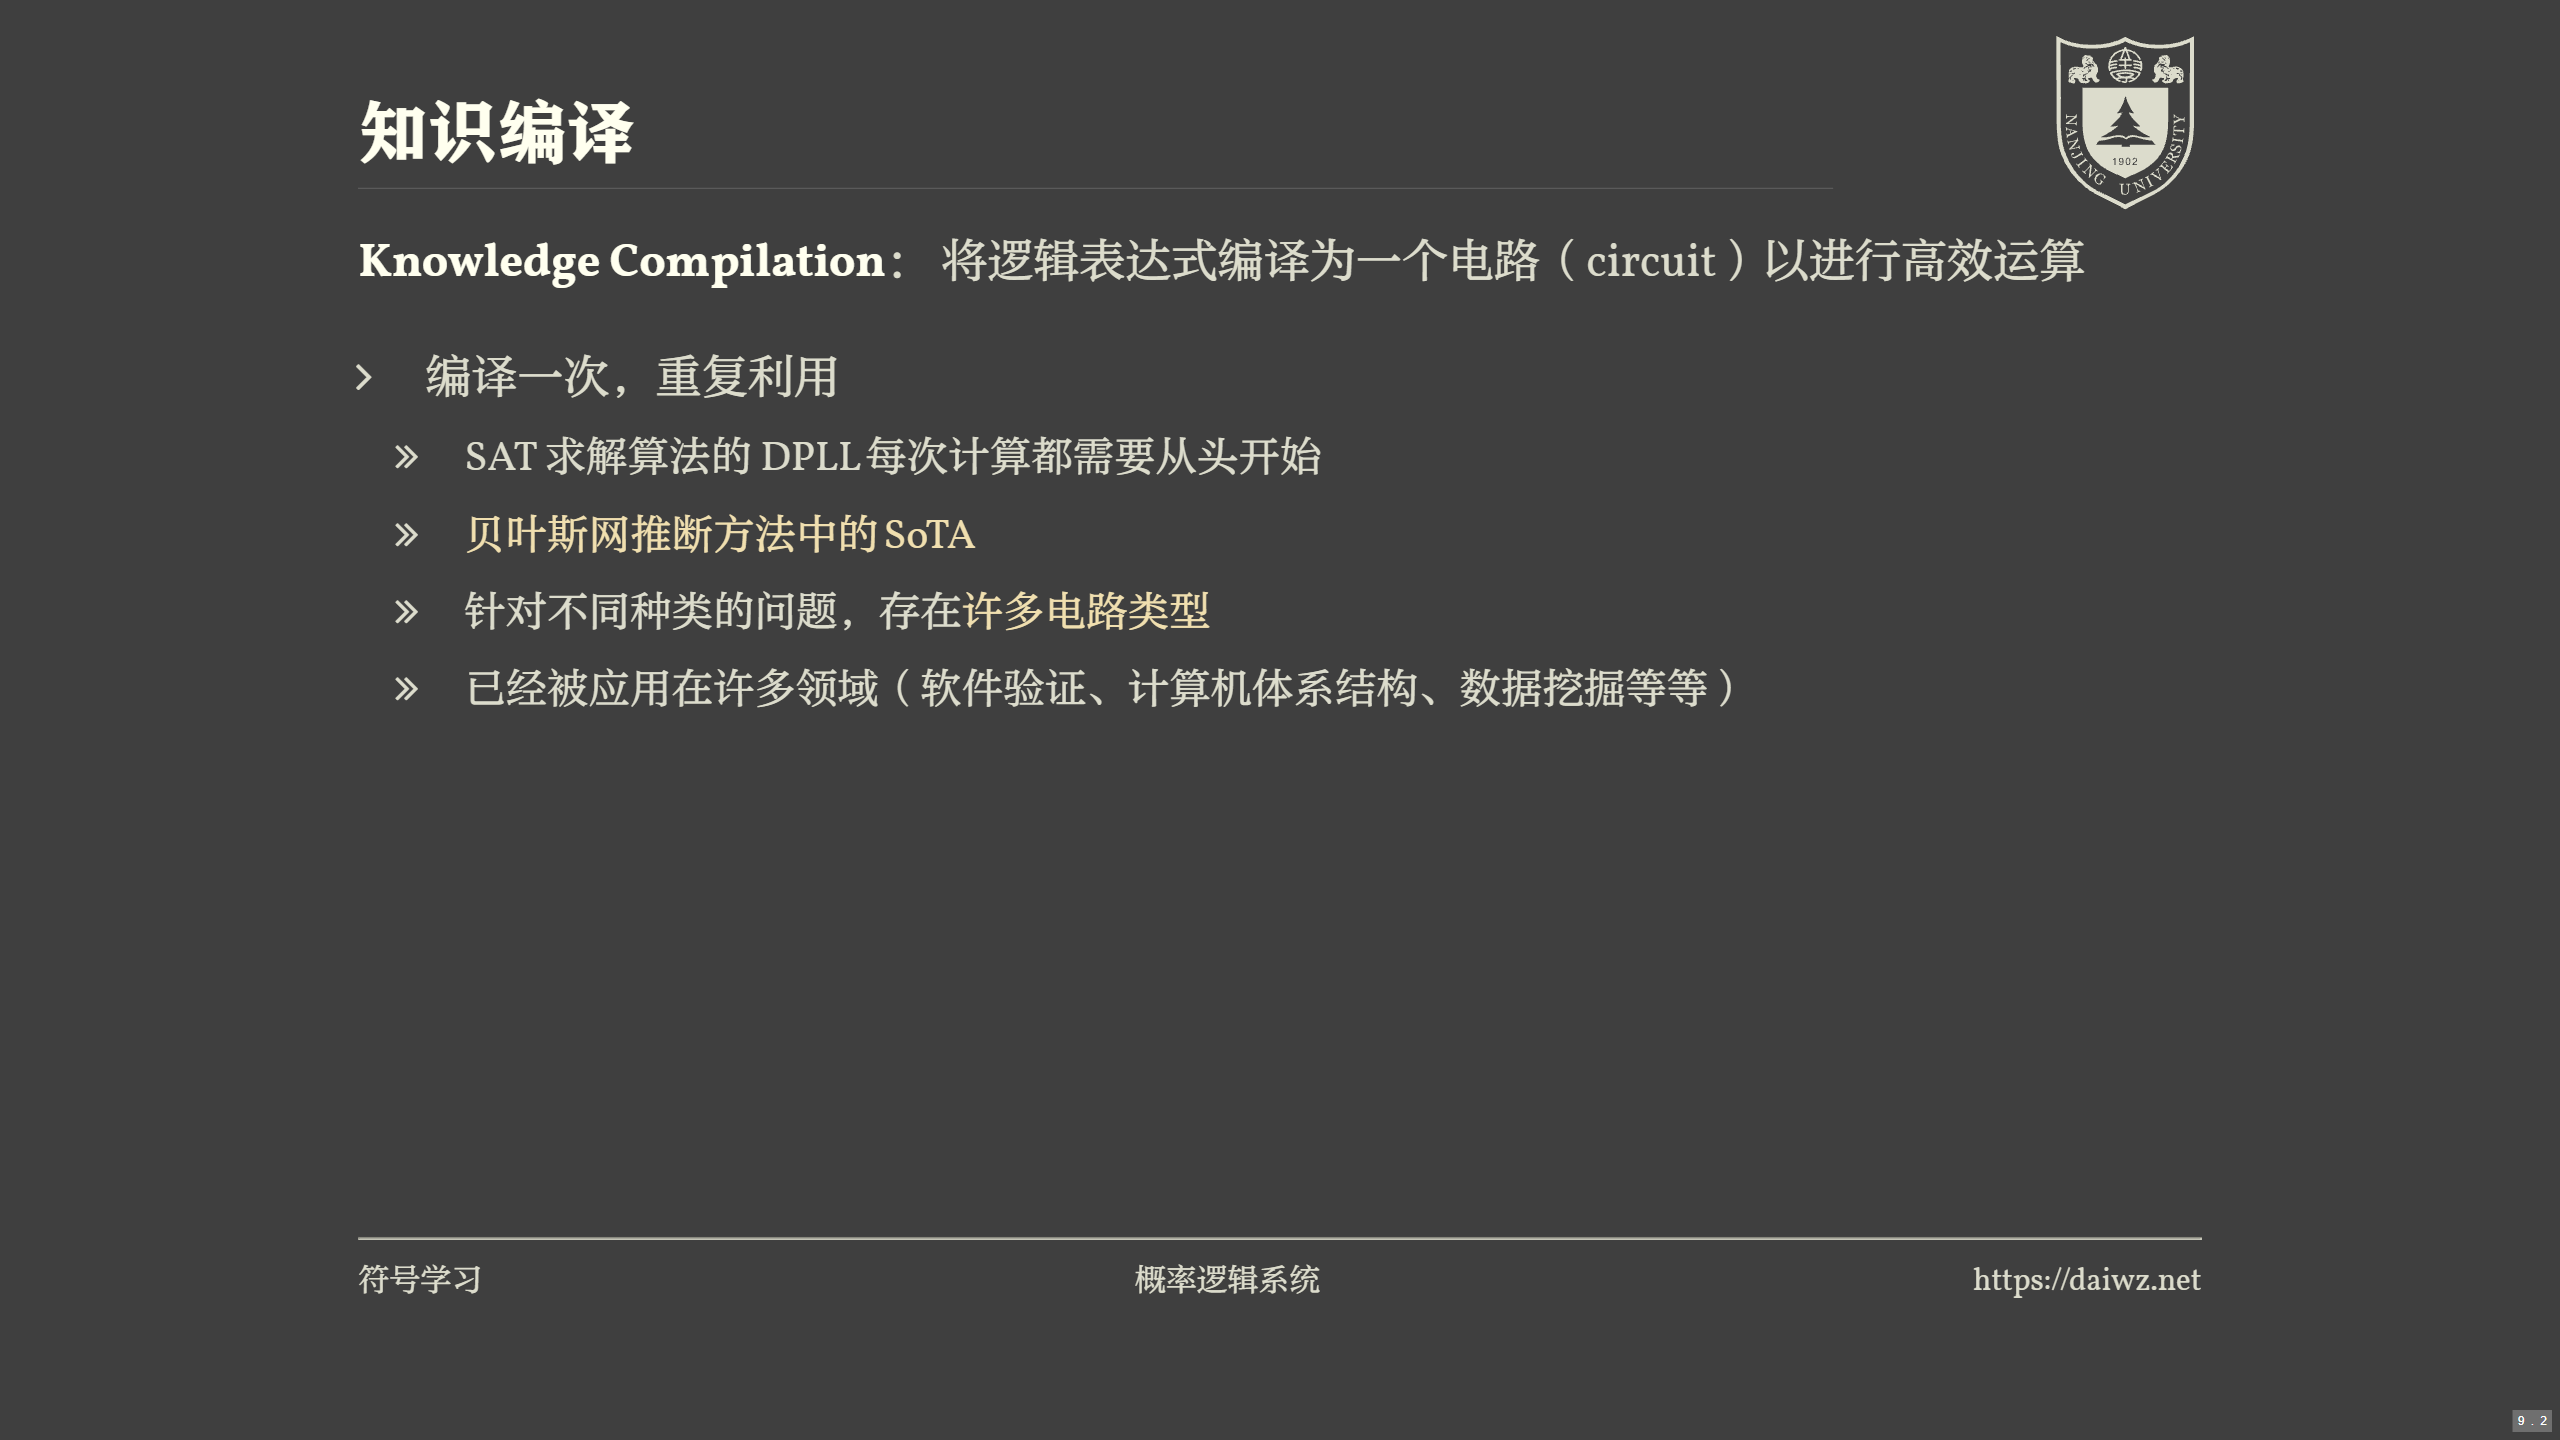 知识编译
NANJING UNIVERSITY
1902
Knowledge Compilation： 将逻辑表达式编译为一个电路（circuit）以进行高效运算
编译一次，重复利用
SAT 求解算法的 DPLL 每次计算都需要从头开始
贝叶斯网推断方法中的 SoTA
针对不同种类的问题，存在许多电路类型
已经被应用在许多领域（软件验证、计算机体系结构、数据挖掘等等）
符号学习
概率逻辑系统
https://daiwz.net
9.2